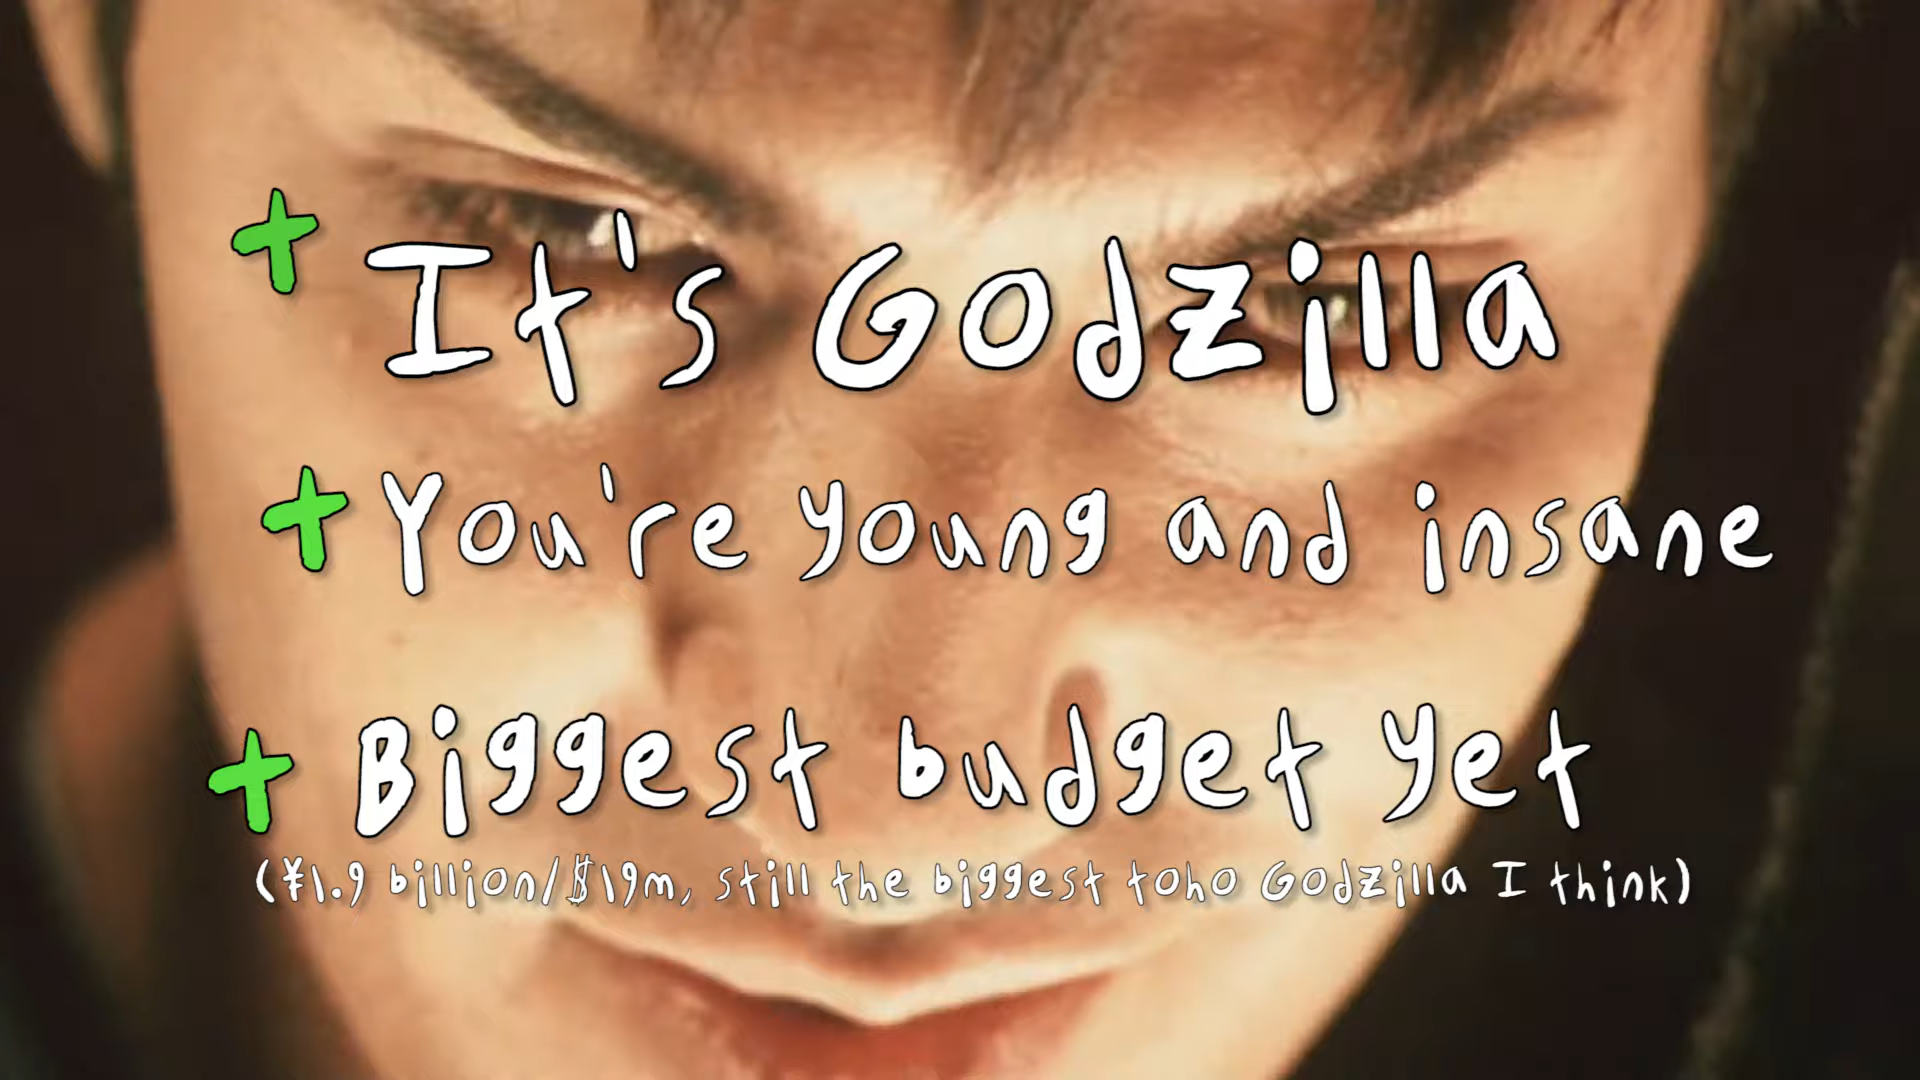 + It's Godzilla
+ You're young and insane
+ Biggest budget yet
(¥1.9 billion/$19m, still the biggest toho Godzilla I think)